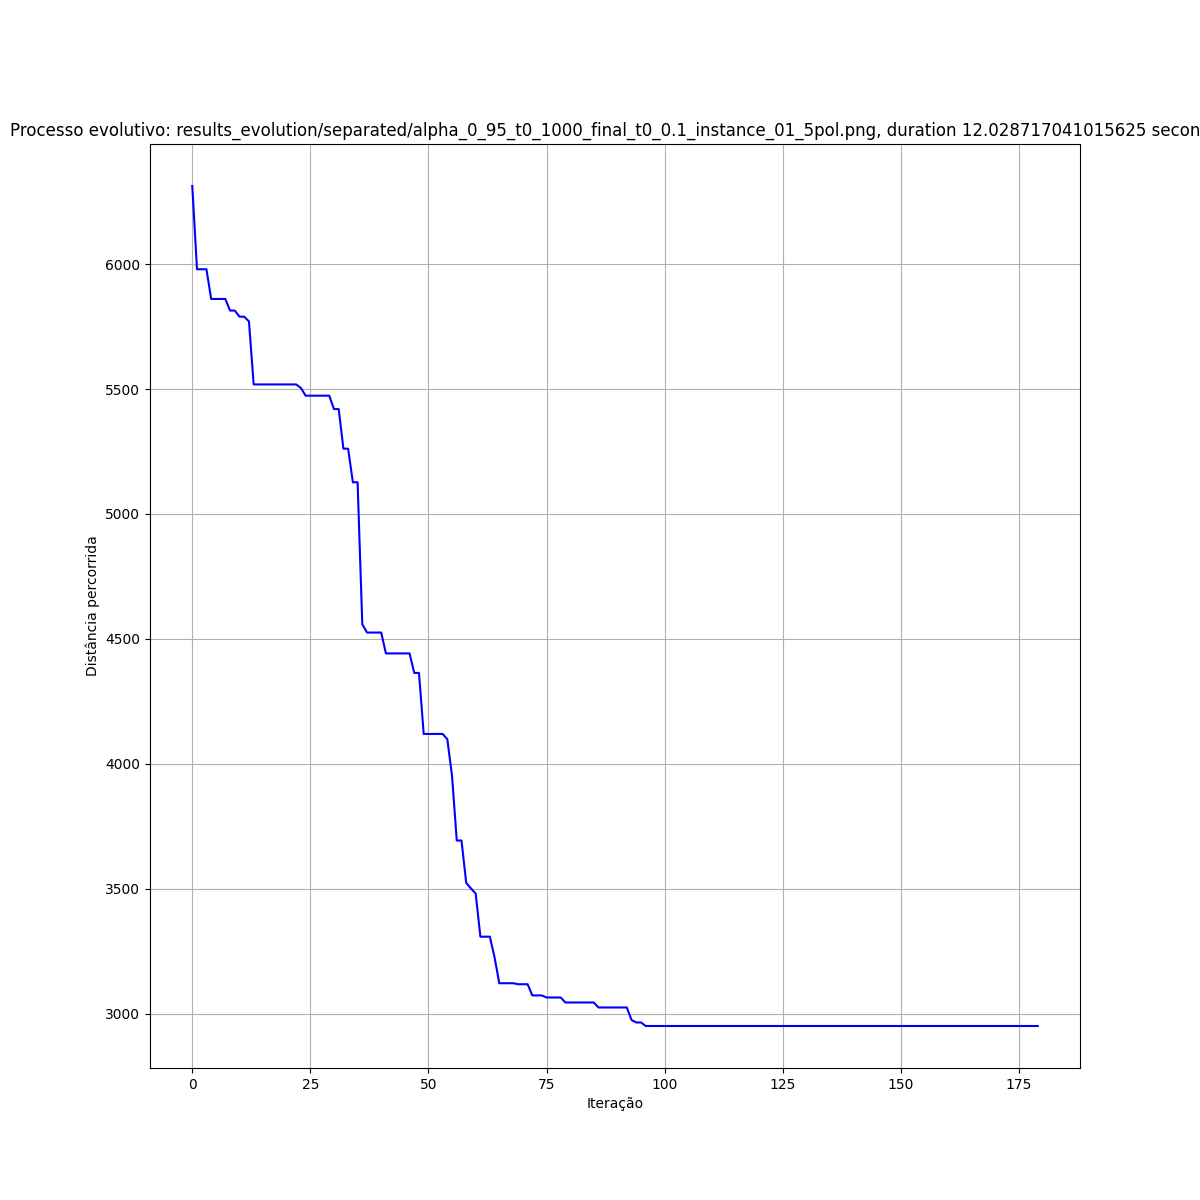 Processo evolutivo: results_evolution/separated/alpha_0_95_t0_1000_final_t0_0.1_instance_01_5pol.png, duration 12.028717041015625 secon
6000
5500
5000
4500
4000
3500
3000
Distância percorrida
0 25 50 75 100 125 150 175
Iteração